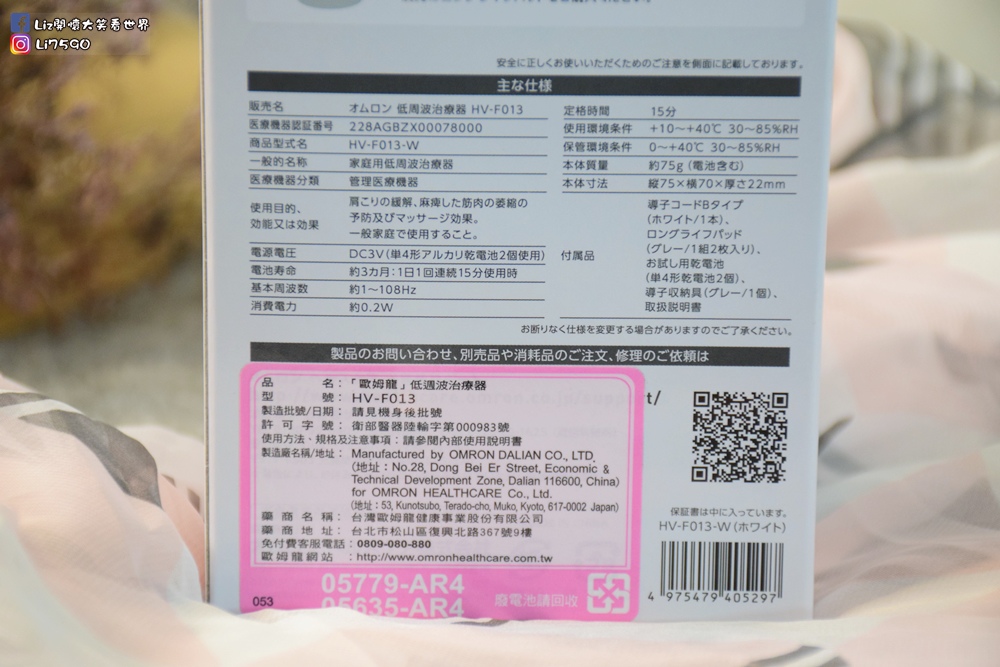 Liz開懷大笑看世界
Li7590
安全に正しくお使いいただくためのご注意を側面に記載しております。
主な仕様
販売名 オムロン 低周波治療器 HV-F013
医療機器認証番号 228AGBZX00078000
商品型式名 HV-F013-W
一般的名称 家庭用低周波治療器
医療機器分類 管理医療機器
使用目的、効能又は効果
肩こりの緩解、麻痺した筋肉の萎縮の
予防及びマッサージ効果。
一般家庭で使用すること。
電源電圧 DC3V(単4形アルカリ乾電池2個使用)
電池寿命 約3カ月:1日1回連続15分使用時
基本周波数 約1〜108Hz
消費電力 約0.2W
定格時間 15分
使用環境条件 +10〜+40℃ 30〜85%RH
保管環境条件 0〜+40℃ 30〜85%RH
本体質量 約75g(電池含む)
本体寸法 縦75×横70×厚さ22mm
付属品
導子コードBタイプ
(ホワイト/1本)、
ロングライフパッド
(グレー/1組2枚入り)、
お試し用乾電池
(単4形乾電池2個)、
導子収納具(グレー/1個)、
取扱説明書
お断りなく仕様を変更する場合がありますのでご了承ください。
製品のお問い合わせ、別売品や消耗品のご注文、修理のご依頼は
品名:「歐姆龍」低週波治療器
型號:HV-F013
製造批號/日期:請見機身後批號
許可字號:衛部醫器陸輸字第000983號
使用方法、規格及注意事項:請參閱內部使用說明書
製造廠名稱/地址:Manufactured by OMRON DALIAN CO., LTD.
(地址:No.28, Dong Bei Er Street, Economic &
Technical Development Zone, Dalian 116600, China)
for OMRON HEALTHCARE Co., Ltd.
(地址:53, Kunotsubo, Terado-cho, Muko, Kyoto, 617-0002 Japan)
藥商名稱:台灣歐姆龍健康事業股份有限公司
藥商地址:台北市松山區復興北路367號9樓
免付費客服電話:0809-080-880
歐姆龍網站:http://www.omronhealthcare.com.tw
053
05779-AR4
05635-AR4
廢電池請回收
t/
保証書は中に入っています。
HV-F013-W(ホワイト)
4 975479 405297